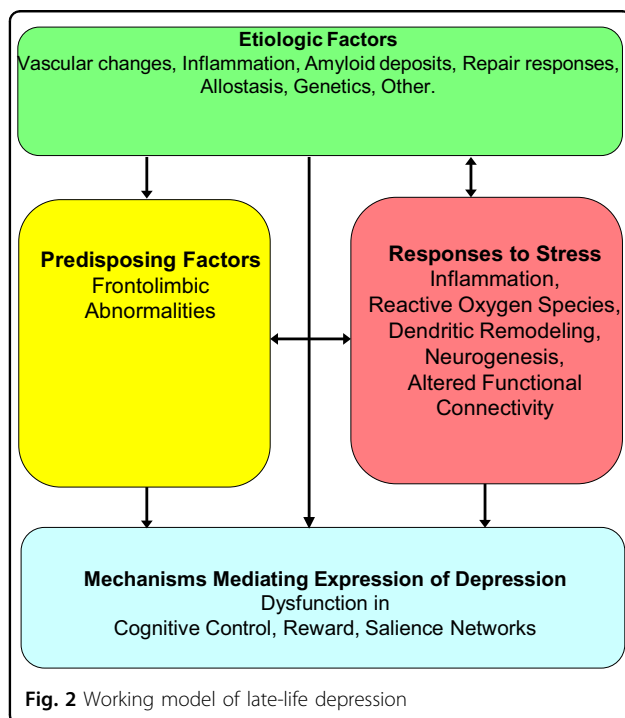 Etiologic Factors
Vascular changes, Inflammation, Amyloid deposits, Repair responses,
Allostasis, Genetics, Other.
Predisposing Factors
Frontolimbic
Abnormalities
Responses to Stress
Inflammation,
Reactive Oxygen Species,
Dendritic Remodeling,
Neurogenesis,
Altered Functional
Connectivity
Mechanisms Mediating Expression of Depression
Dysfunction in
Cognitive Control, Reward, Salience Networks
Fig. 2 Working model of late-life depression